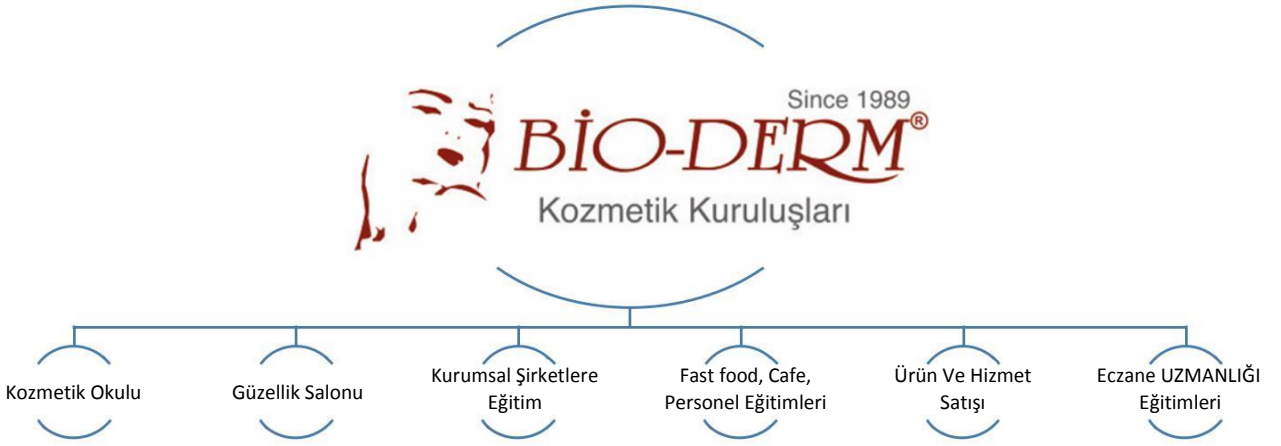 Since 1989
BİO-DERM®
Kozmetik Kuruluşları
Kozmetik Okulu
Güzellik Salonu
Kurumsal Şirketlere
Eğitim
Fast food, Cafe,
Personel Eğitimleri
Ürün Ve Hizmet
Satışı
Eczane UZMANLIĞI
Eğitimleri